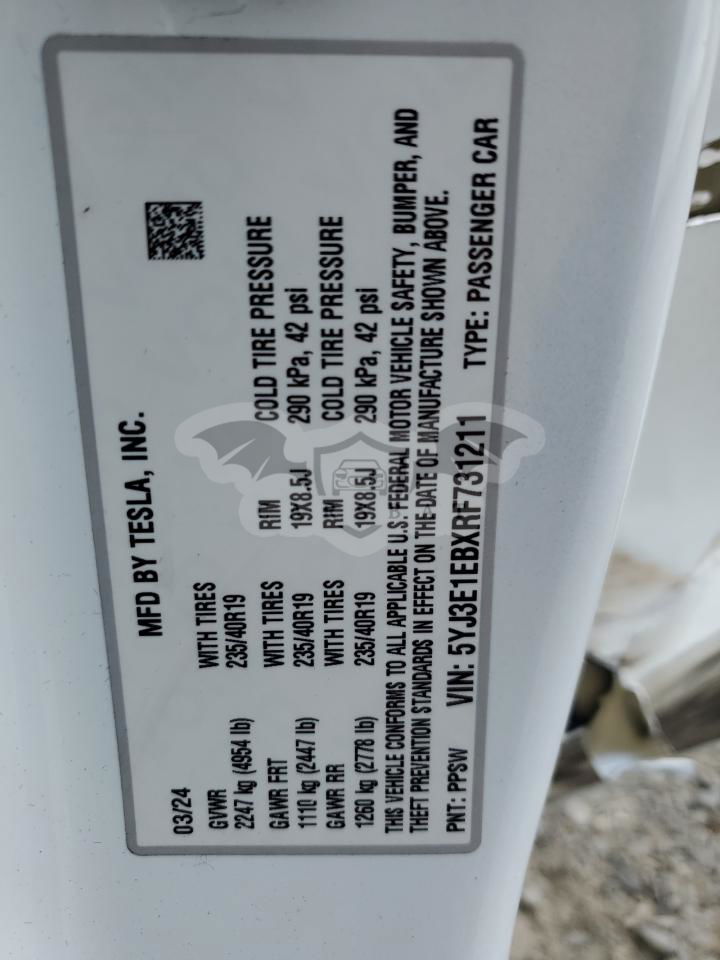 MFD BY TESLA, INC.
03/24
GVWR WITH TIRES RIM COLD TIRE PRESSURE
2247 kg (4954 lb) 235/40R19 19X8.5J 290 kPa, 42 psi
GAWR FRT WITH TIRES RIM COLD TIRE PRESSURE
1110 kg (2447 lb) 235/40R19 19X8.5J 290 kPa, 42 psi
GAWR RR WITH TIRES
1260 kg (2778 lb) 235/40R19
THIS VEHICLE CONFORMS TO ALL APPLICABLE U.S. FEDERAL MOTOR VEHICLE SAFETY, BUMPER, AND
THEFT PREVENTION STANDARDS IN EFFECT ON THE DATE OF MANUFACTURE SHOWN ABOVE.
PNT: PPSW VIN: 5YJ3E1EBXRF731211 TYPE: PASSENGER CAR